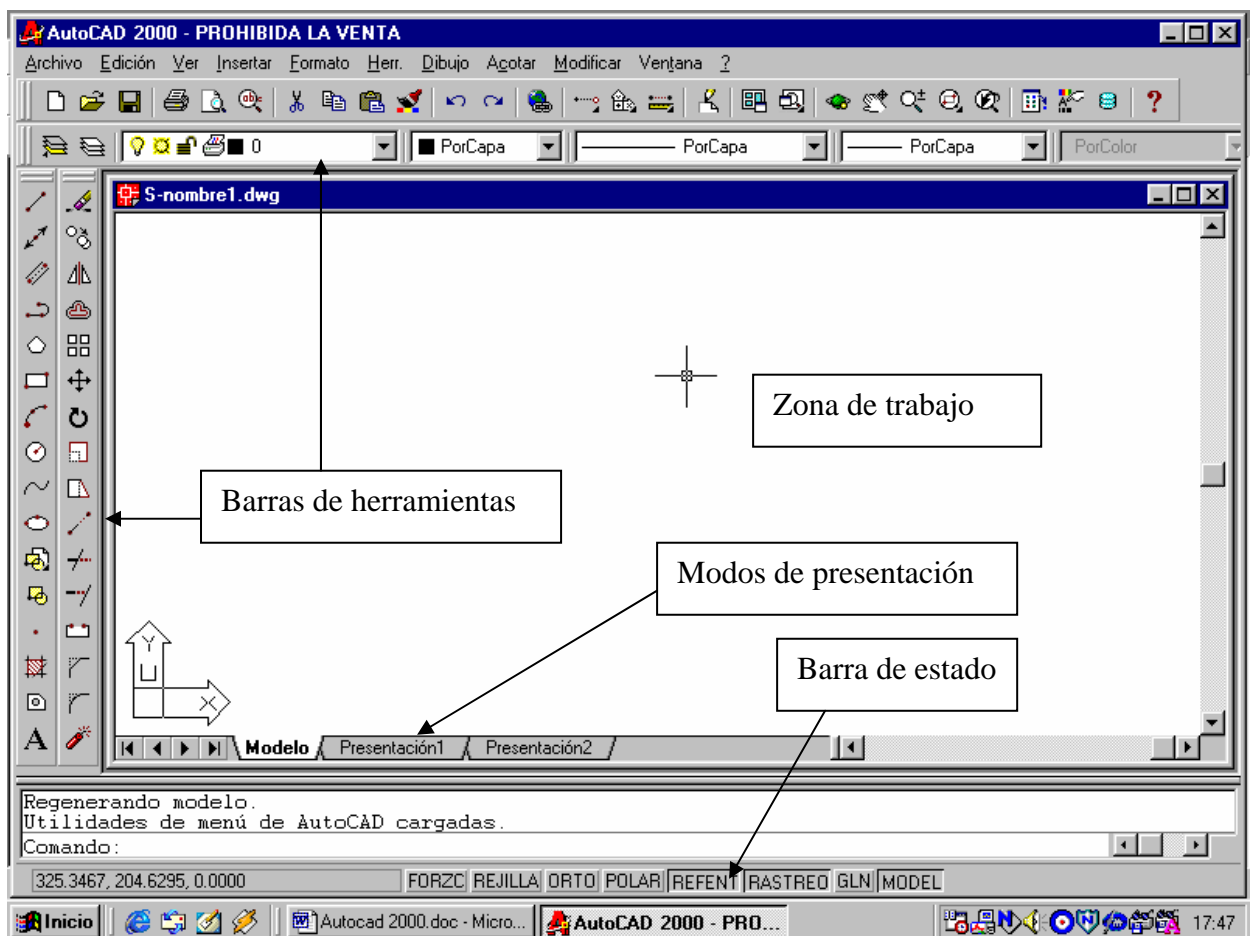 AutoCAD 2000 - PROHIBIDA LA VENTA
Archivo Edición Ver Insertar Formato Herr. Dibujo Acotar Modificar Ventana ?
0 PorCapa PorCapa PorCapa PorColor
S-nombre1.dwg
Zona de trabajo
Barras de herramientas
Modos de presentación
Barra de estado
Y
U
X
A
Modelo Presentación1 Presentación2
Regenerando modelo.
Utilidades de menú de AutoCAD cargadas.
Comando:
325.3467, 204.6295, 0.0000 FORZC REJILLA ORTO POLAR REFENT RASTREO GLN MODEL
Inicio Autocad 2000.doc - Micro... AutoCAD 2000 - PRO... 17:47